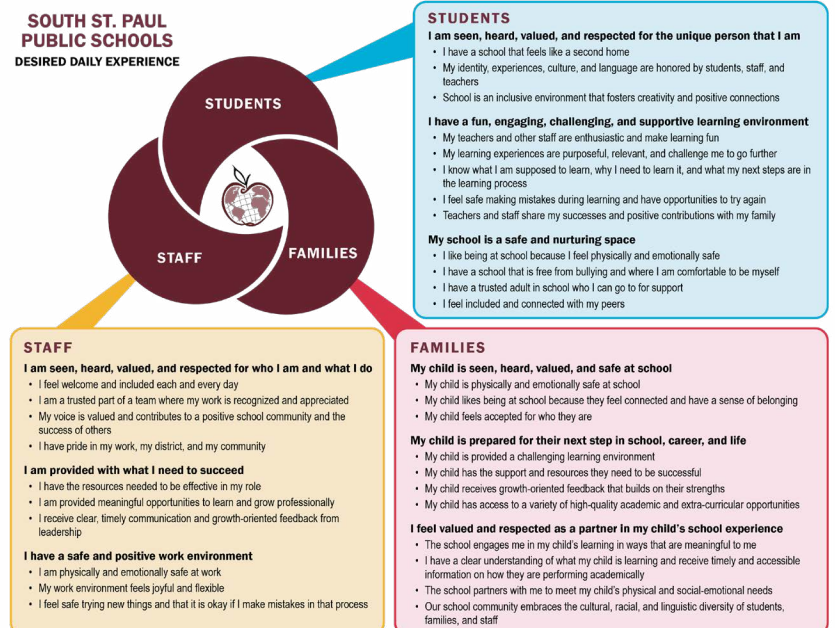 SOUTH ST. PAUL
PUBLIC SCHOOLS
DESIRED DAILY EXPERIENCE
STUDENTS
STAFF
FAMILIES
STUDENTS
I am seen, heard, valued, and respected for the unique person that I am
• I have a school that feels like a second home
• My identity, experiences, culture, and language are honored by students, staff, and
teachers
• School is an inclusive environment that fosters creativity and positive connections
I have a fun, engaging, challenging, and supportive learning environment
• My teachers and other staff are enthusiastic and make learning fun
• My learning experiences are purposeful, relevant, and challenge me to go further
• I know what I am supposed to learn, why I need to learn it, and what my next steps are in
the learning process
• I feel safe making mistakes during learning and have opportunities to try again
• Teachers and staff share my successes and positive contributions with my family
My school is a safe and nurturing space
• I like being at school because I feel physically and emotionally safe
• I have a school that is free from bullying and where I am comfortable to be myself
• I have a trusted adult in school who I can go to for support
• I feel included and connected with my peers
STAFF
I am seen, heard, valued, and respected for who I am and what I do
• I feel welcome and included each and every day
• I am a trusted part of a team where my work is recognized and appreciated
• My voice is valued and contributes to a positive school community and the
success of others
• I have pride in my work, my district, and my community
I am provided with what I need to succeed
• I have the resources needed to be effective in my role
• I am provided meaningful opportunities to learn and grow professionally
• I receive clear, timely communication and growth-oriented feedback from
leadership
I have a safe and positive work environment
• I am physically and emotionally safe at work
• My work environment feels joyful and flexible
• I feel safe trying new things and that it is okay if I make mistakes in that process
FAMILIES
My child is seen, heard, valued, and safe at school
• My child is physically and emotionally safe at school
• My child likes being at school because they feel connected and have a sense of belonging
• My child feels accepted for who they are
My child is prepared for their next step in school, career, and life
• My child is provided a challenging learning environment
• My child has the support and resources they need to be successful
• My child receives growth-oriented feedback that builds on their strengths
• My child has access to a variety of high-quality academic and extra-curricular opportunities
I feel valued and respected as a partner in my child's school experience
• The school engages me in my child's learning in ways that are meaningful to me
• I have a clear understanding of what my child is learning and receive timely and accessible
information on how they are performing academically
• The school partners with me to meet my child's physical and social-emotional needs
• Our school community embraces the cultural, racial, and linguistic diversity of students,
families, and staff